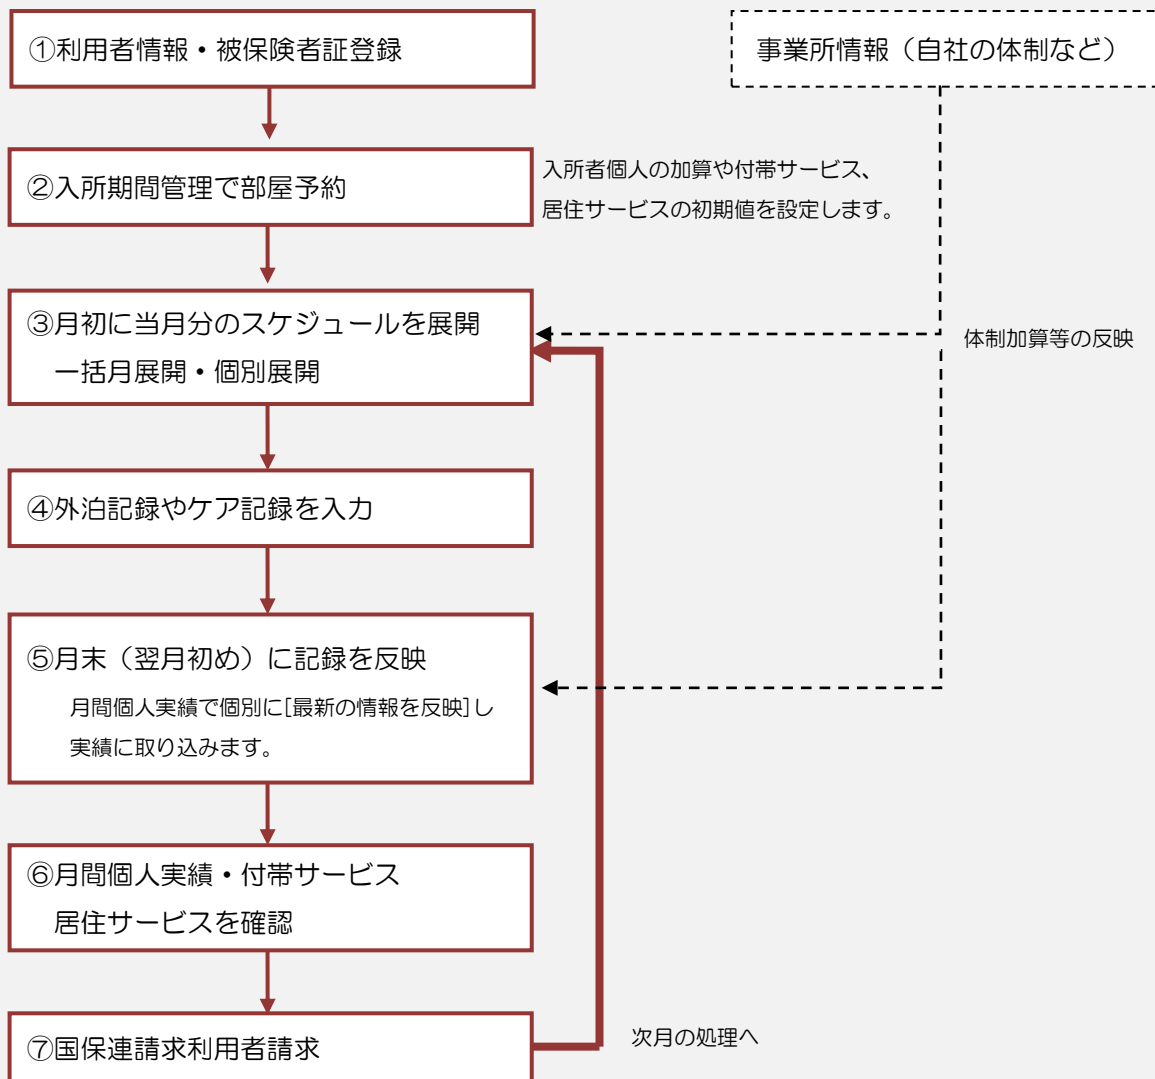 ①利用者情報・被保険者証登録
事業所情報（自社の体制など）
②入所期間管理で部屋予約
入所者個人の加算や付帯サービス、
居住サービスの初期値を設定します。
③月初に当月分のスケジュールを展開
一括月展開・個別展開
体制加算等の反映
④外泊記録やケア記録を入力
⑤月末（翌月初め）に記録を反映
月間個人実績で個別に[最新の情報を反映]し
実績に取り込みます。
⑥月間個人実績・付帯サービス
居住サービスを確認
⑦国保連請求利用者請求
次月の処理へ